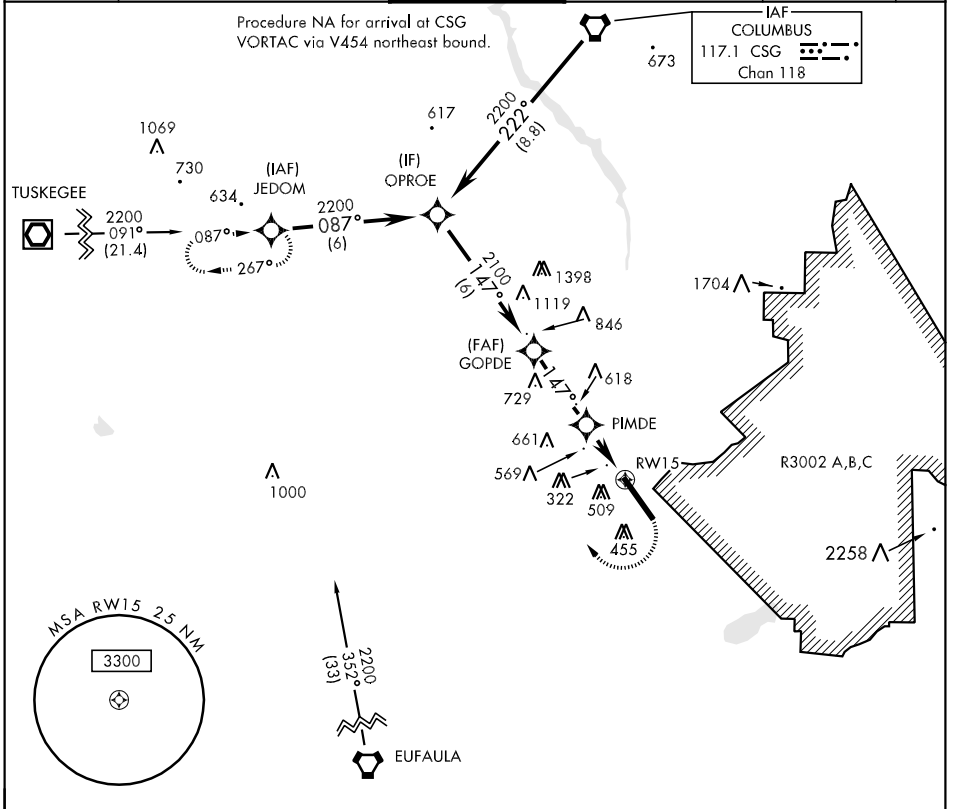 Procedure NA for arrival at CSG
VORTAC via V454 northeast bound.
IAF
COLUMBUS
117.1 CSG
Chan 118
673
2200
222°
(8.8)
617
1069
730
634
(IAF)
JEDOM
(IF)
OPROE
TUSKEGEE
2200
091°
(21.4)
087°
267°
2200
087°
(6)
2100
147°
(6)
1398
1119
846
1704
(FAF)
GOPDE
147°
729
618
PIMDE
661
569
322
509
455
RW15
R3002 A,B,C
1000
2258
MSA RW15 25 NM
3300
2200
352°
(33)
EUFAULA